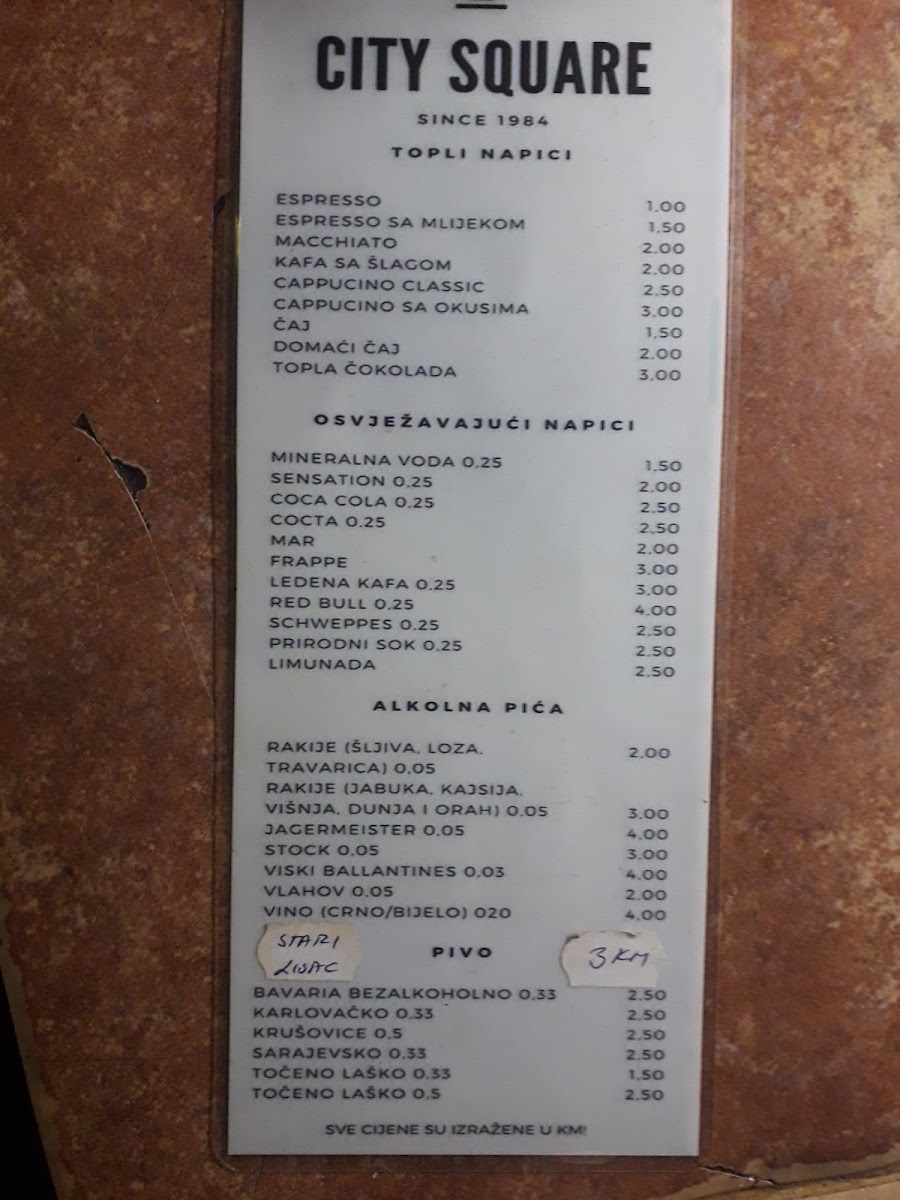 CITY SQUARE
SINCE 1984
TOPLI NAPICI
ESPRESSO 1,00
ESPRESSO SA MLIJEKOM 1,50
MACCHIATO 2,00
KAFA SA ŠLAGOM 2,00
CAPPUCINO CLASSIC 2,50
CAPPUCINO SA OKUSIMA 3,00
ČAJ 1,50
DOMAĆI ČAJ 2,00
TOPLA ČOKOLADA 3,00
OSVJEŽAVAJUĆI NAPICI
MINERALNA VODA 0,25 1,50
SENSATION 0,25 2,00
COCA COLA 0,25 2,50
COCTA 0,25 2,50
MAR 2,00
FRAPPE 3,00
LEDENA KAFA 0,25 3,00
RED BULL 0,25 4,00
SCHWEPPES 0,25 2,50
PRIRODNI SOK 0,25 2,50
LIMUNADA 2,50
ALKOLNA PIĆA
RAKIJE (ŠLJIVA, LOZA, 2,00
TRAVARICA) 0,05
RAKIJE (JABUKA, KAJSIJA,
VIŠNJA, DUNJA I ORAH) 0,05 3,00
JAGERMEISTER 0,05 4,00
STOCK 0,05 3,00
VISKI BALLANTINES 0,03 4,00
VLAHOV 0,05 2,00
VINO (CRNO/BIJELO) 020 4,00
STARI
LISAC 3 KM
PIVO
BAVARIA BEZALKOHOLNO 0,33 2,50
KARLOVAČKO 0,33 2,50
KRUŠOVICE 0,5 2,50
SARAJEVSKO 0,33 2,50
TOČENO LAŠKO 0,33 1,50
TOČENO LAŠKO 0,5 2,50
SVE CIJENE SU IZRAŽENE U KM!